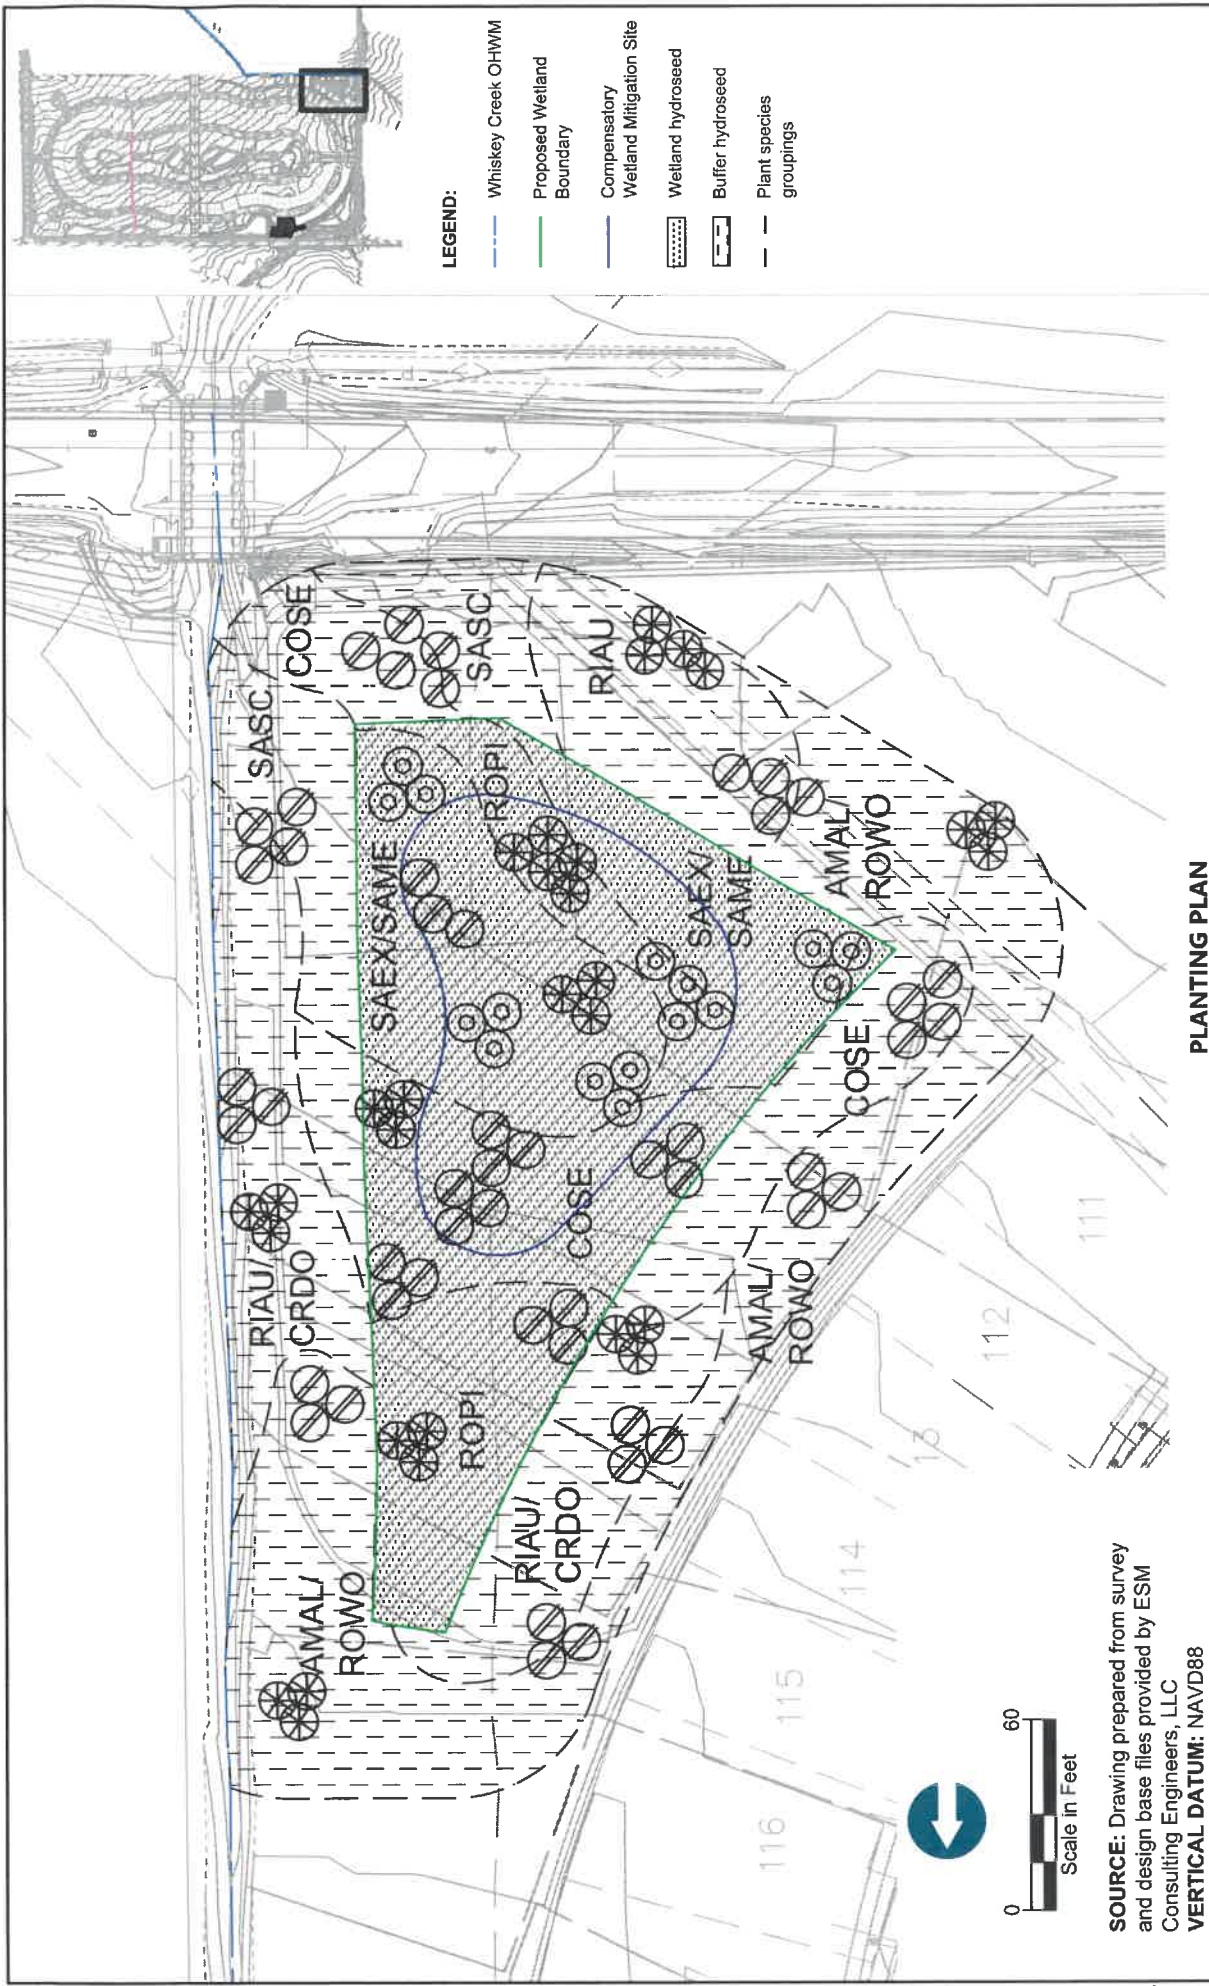 LEGEND:
Whiskey Creek OHWM
Proposed Wetland
Boundary
Compensatory
Wetland Mitigation Site
Wetland hydroseed
Buffer hydroseed
Plant species
groupings
SASC /
/COSE
SASC
RIAU
SAEX/SAME
ROPI
SAEX/
SAME
AMAL
ROWO
COSE
RIAU/
CRDO
COSE
AMAL/
ROWO
ROPI
RIAU/
CRDO
AMAL/
ROWO
111
112
13
114
115
116
0
60
Scale in Feet
SOURCE: Drawing prepared from survey
and design base files provided by ESM
Consulting Engineers, LLC
VERTICAL DATUM: NAVD88
PLANTING PLAN